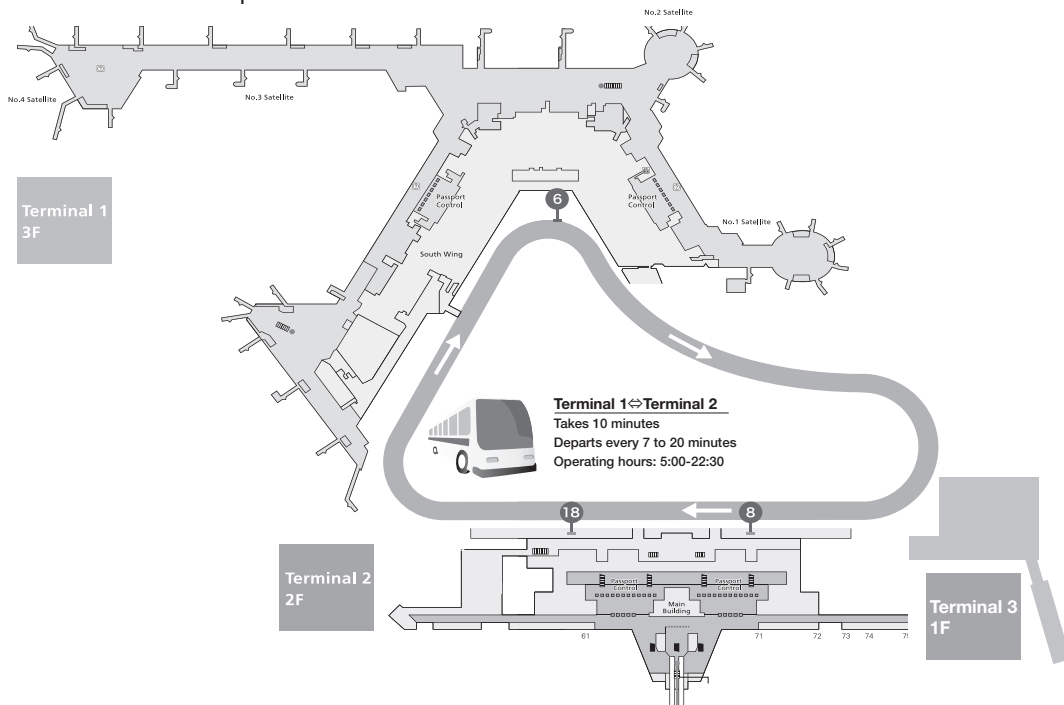 No.2 Satellite
No.4 Satellite
No.3 Satellite
Terminal 1
3F
Passport
Control
6
Passport
Control
No.1 Satellite
South Wing
Terminal 1⇔Terminal 2
Takes 10 minutes
Departs every 7 to 20 minutes
Operating hours: 5:00-22:30
18
8
Terminal 2
2F
Passport
Control
Passport
Control
Main
Building
Terminal 3
1F
61
71
72
73
74